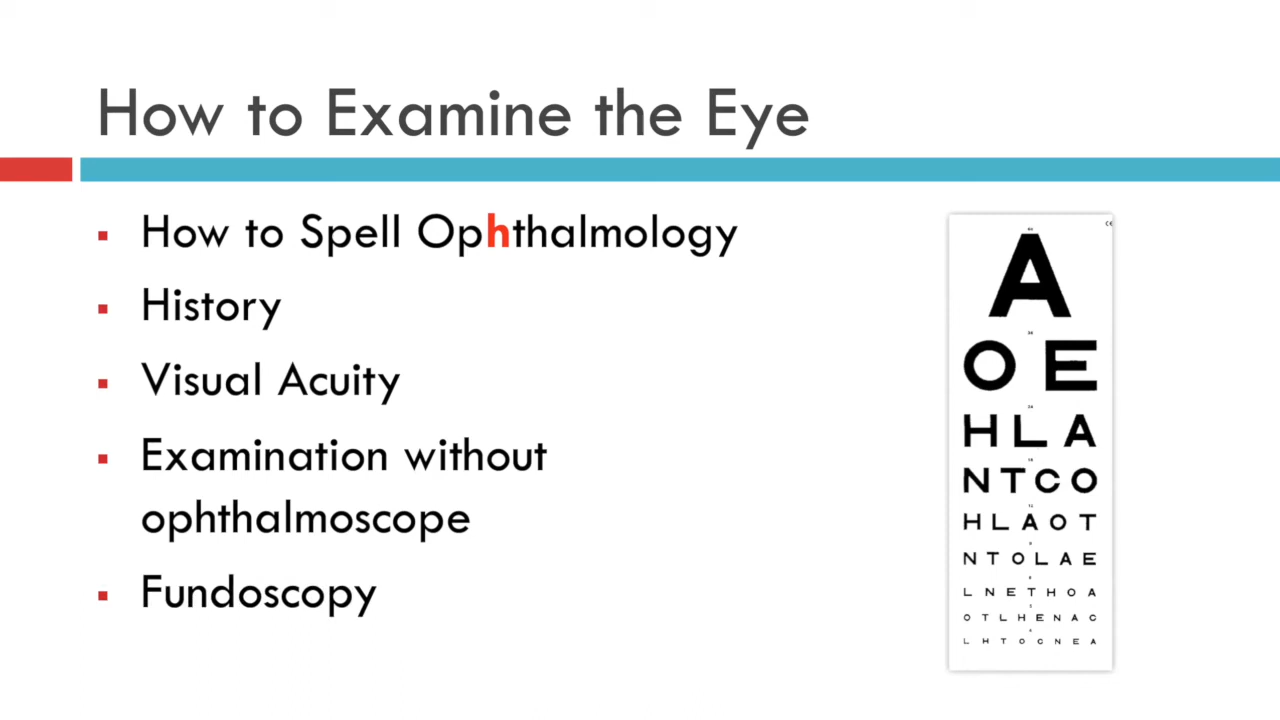 How to Examine the Eye
How to Spell Ophthalmology
History
Visual Acuity
Examination without
ophthalmoscope
Fundoscopy
A
O E
H L A
N T C O
H L A O T
N T O L A E
L N E T H O A
O T L H E N A C
L H T O C N E A